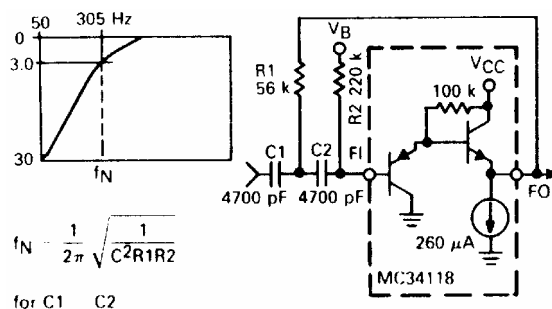 50 305 Hz
0
3.0
30
fN
VB
R1
56 k
R2 220 k
VCC
100 k
C1 C2 FI
4700 pF 4700 pF
FO
260 μA
MC34118
fN 1/2π √1/C²R1R2
for C1 C2